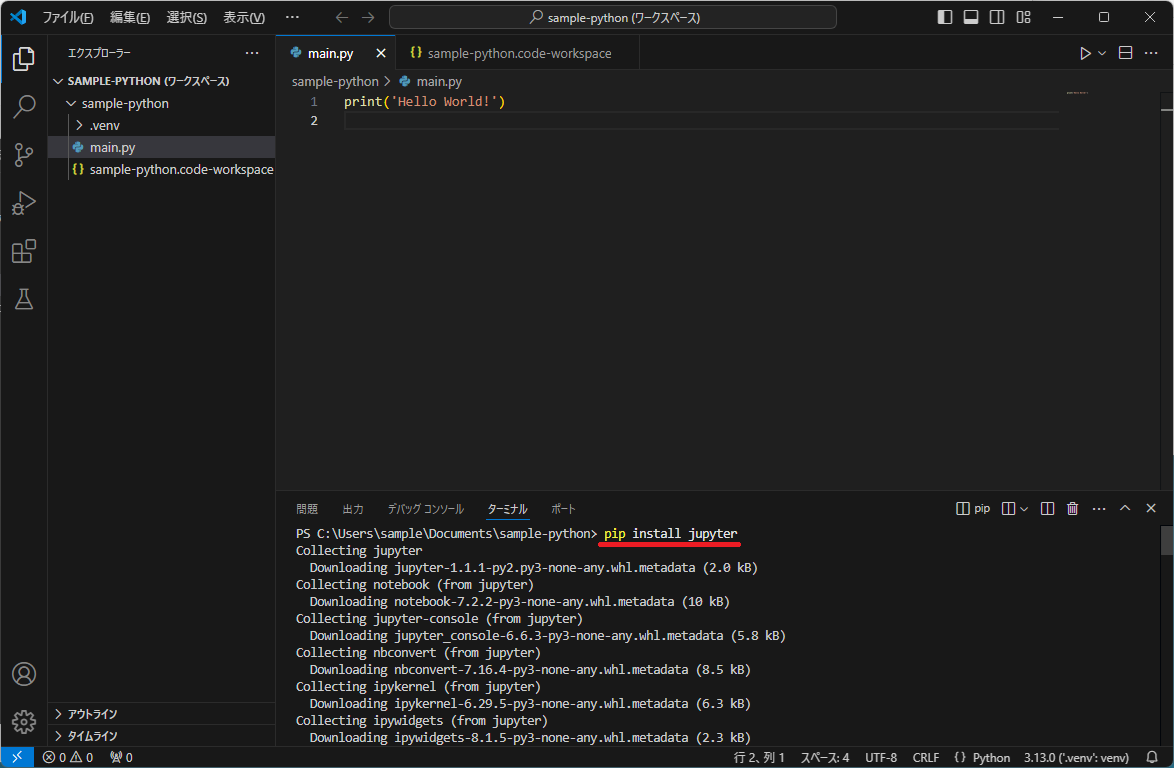 ファイル(F) 編集(E) 選択(S) 表示(V) ··· sample-python (ワークスペース)
エクスプローラー ···
main.py
{} sample-python.code-workspace
SAMPLE-PYTHON (ワークスペース)
sample-python
.venv
main.py
{} sample-python.code-workspace
sample-python > main.py
1 print('Hello World!')
2
問題 出力 デバッグ コンソール ターミナル ポート pip
PS C:\Users\sample\Documents\sample-python> pip install jupyter
Collecting jupyter
Downloading jupyter-1.1.1-py2.py3-none-any.whl.metadata (2.0 kB)
Collecting notebook (from jupyter)
Downloading notebook-7.2.2-py3-none-any.whl.metadata (10 kB)
Collecting jupyter-console (from jupyter)
Downloading jupyter_console-6.6.3-py3-none-any.whl.metadata (5.8 kB)
Collecting nbconvert (from jupyter)
Downloading nbconvert-7.16.4-py3-none-any.whl.metadata (8.5 kB)
Collecting ipykernel (from jupyter)
Downloading ipykernel-6.29.5-py3-none-any.whl.metadata (6.3 kB)
Collecting ipywidgets (from jupyter)
Downloading ipywidgets-8.1.5-py3-none-any.whl.metadata (2.3 kB)
アウトライン
タイムライン
0 0 0 行 2、列 1 スペース: 4 UTF-8 CRLF {} Python 3.13.0 ('.venv': venv)